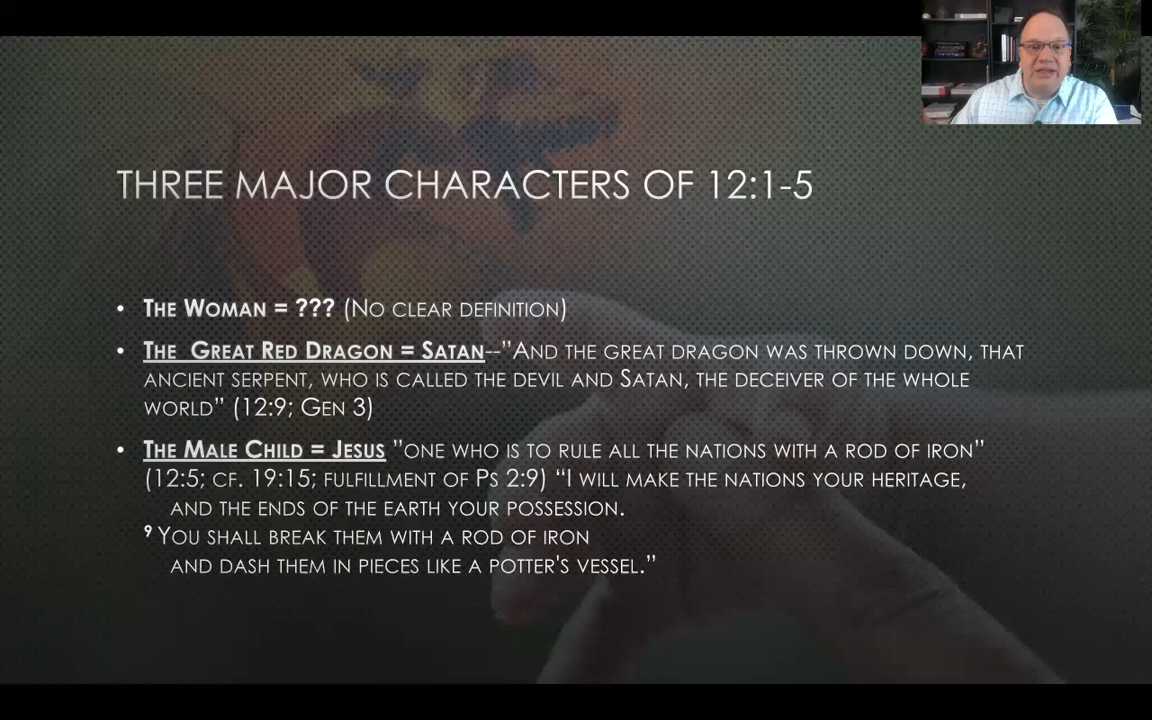 THREE MAJOR CHARACTERS OF 12:1-5
• THE WOMAN = ??? (NO CLEAR DEFINITION)
• THE  GREAT RED DRAGON = SATAN--"AND THE GREAT DRAGON WAS THROWN DOWN, THAT
ANCIENT SERPENT, WHO IS CALLED THE DEVIL AND SATAN, THE DECEIVER OF THE WHOLE
WORLD" (12:9; GEN 3)
• THE MALE CHILD = JESUS "ONE WHO IS TO RULE ALL THE NATIONS WITH A ROD OF IRON"
(12:5; CF. 19:15; FULFILLMENT OF PS 2:9) "I WILL MAKE THE NATIONS YOUR HERITAGE,
AND THE ENDS OF THE EARTH YOUR POSSESSION.
9 YOU SHALL BREAK THEM WITH A ROD OF IRON
AND DASH THEM IN PIECES LIKE A POTTER'S VESSEL."